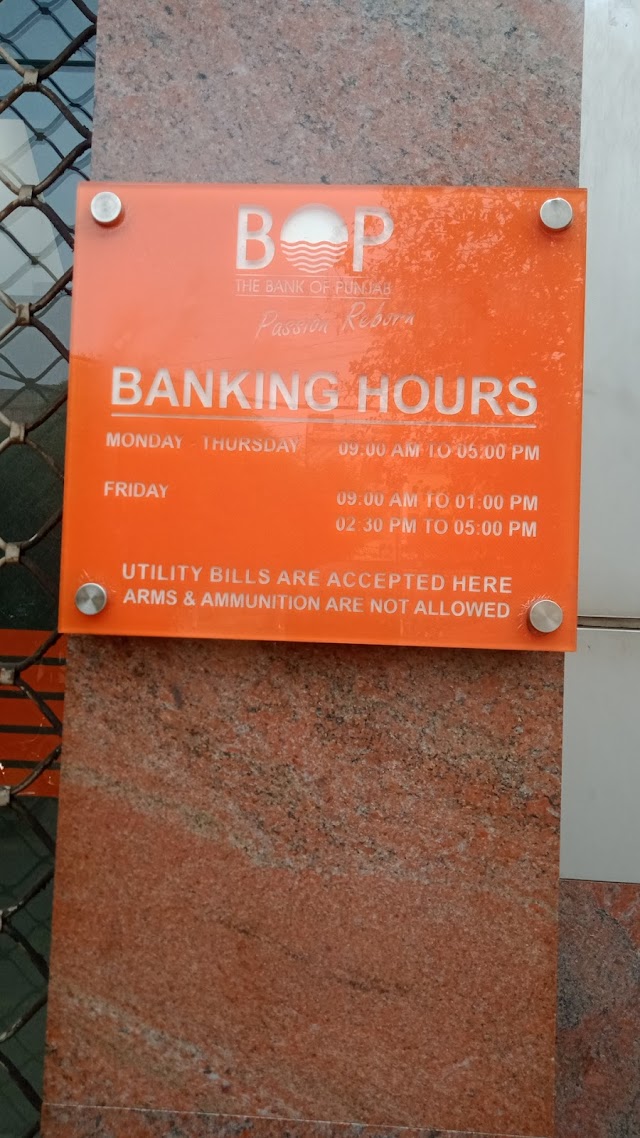 BOP
THE BANK OF PUNJAB
Passion Reborn
BANKING HOURS
MONDAY - THURSDAY 09:00 AM TO 05:00 PM
FRIDAY 09:00 AM TO 01:00 PM
02:30 PM TO 05:00 PM
UTILITY BILLS ARE ACCEPTED HERE
ARMS & AMMUNITION ARE NOT ALLOWED